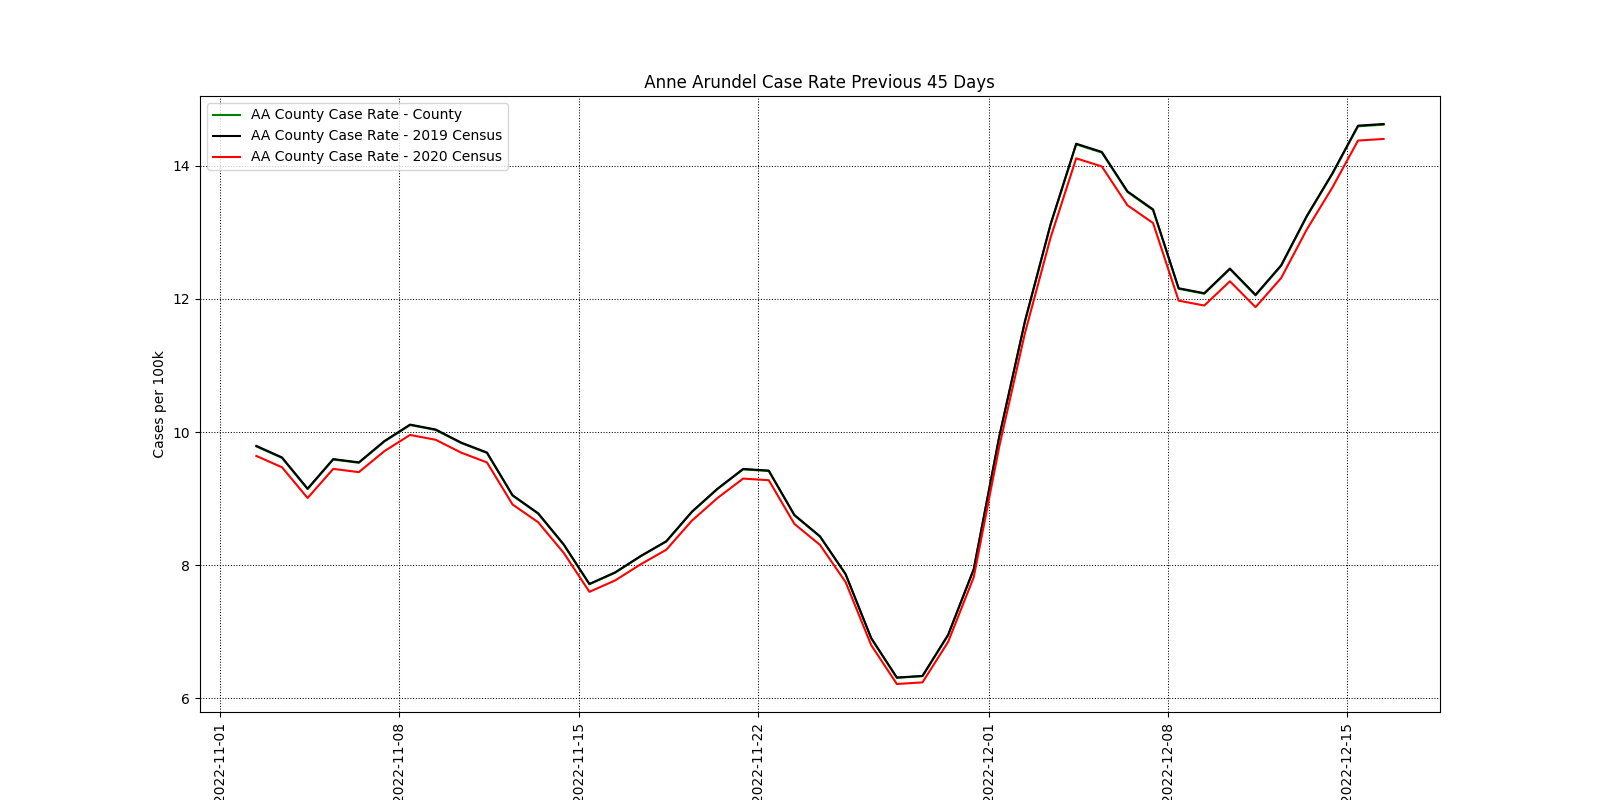 Anne Arundel Case Rate Previous 45 Days
AA County Case Rate - County
AA County Case Rate - 2019 Census
AA County Case Rate - 2020 Census
Cases per 100k
14
12
10
8
6
2022-11-01
2022-11-08
2022-11-15
2022-11-22
2022-12-01
2022-12-08
2022-12-15